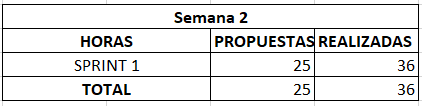 Semana 2
HORAS PROPUESTAS REALIZADAS
SPRINT 1 25 36
TOTAL 25 36